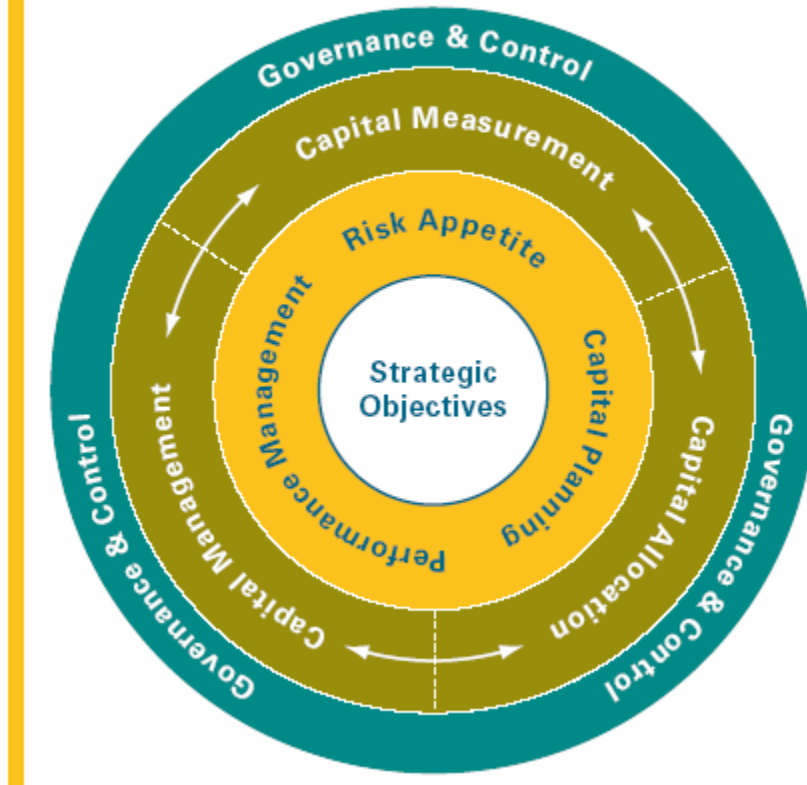 Governance & Control
Capital Measurement
Risk Appetite
Strategic
Objectives
Performance Management
Capital Planning
Capital Management
Capital Allocation
Governance & Control
Governance & Control